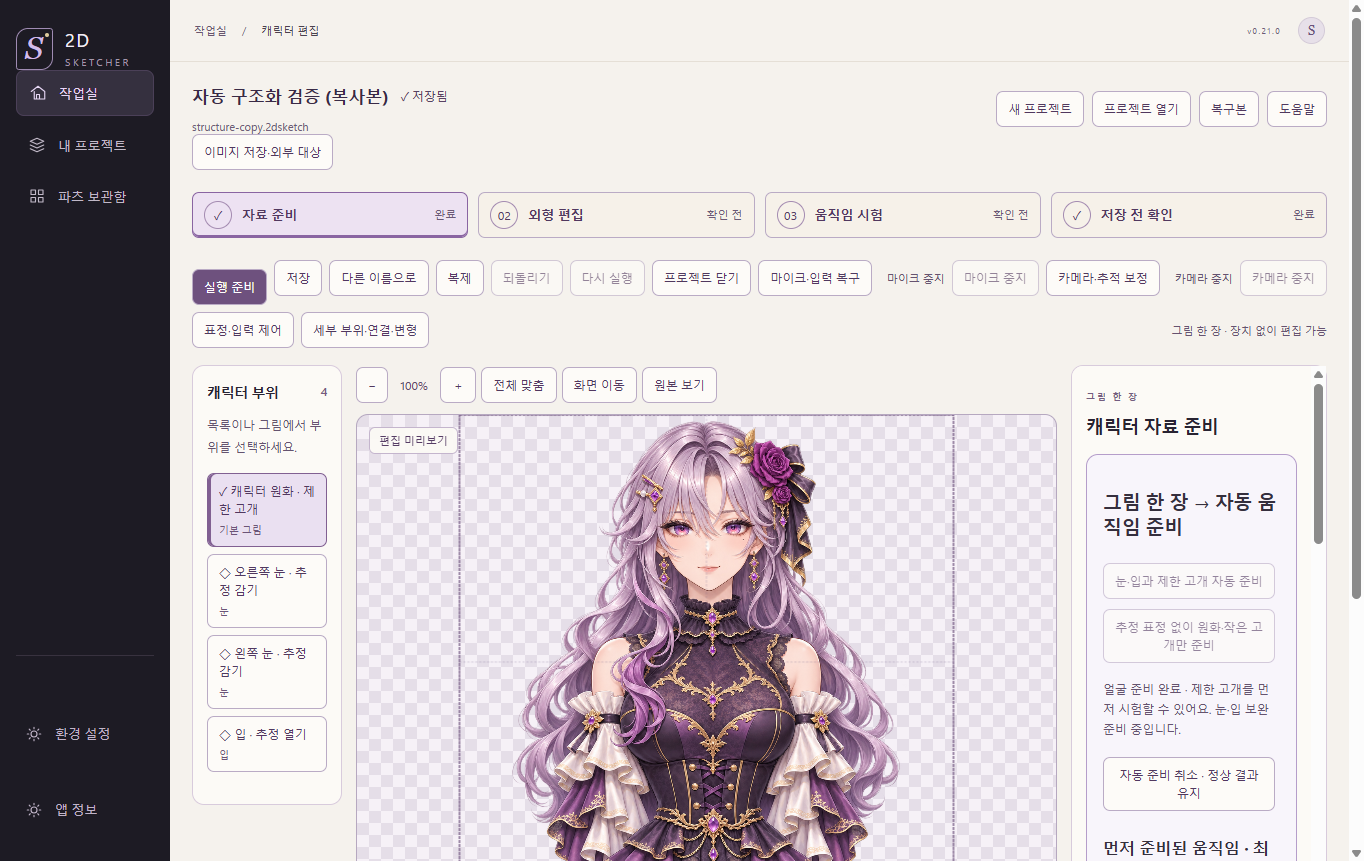 S
2D
SKETCHER
작업실
내 프로젝트
파츠 보관함
환경 설정
앱 정보
작업실 / 캐릭터 편집
v0.21.0
S
자동 구조화 검증 (복사본) ✓ 저장됨
structure-copy.2dsketch
이미지 저장·외부 대상
새 프로젝트
프로젝트 열기
복구본
도움말
✓ 자료 준비 완료
02 외형 편집 확인 전
03 움직임 시험 확인 전
✓ 저장 전 확인 완료
실행 준비
저장
다른 이름으로
복제
되돌리기
다시 실행
프로젝트 닫기
마이크·입력 복구
마이크 중지
마이크 중지
카메라·추적 보정
카메라 중지
카메라 중지
표정·입력 제어
세부 부위·연결·변형
그림 한 장 · 장치 없이 편집 가능
캐릭터 부위 4
목록이나 그림에서 부
위를 선택하세요.
✓ 캐릭터 원화 · 제
한 고개
기본 그림
◇ 오른쪽 눈 · 추
정 감기
눈
◇ 왼쪽 눈 · 추정
감기
눈
◇ 입 · 추정 열기
입
−
100%
+
전체 맞춤
화면 이동
원본 보기
편집 미리보기
그림 한 장
캐릭터 자료 준비
그림 한 장 → 자동 움
직임 준비
눈·입과 제한 고개 자동 준비
추정 표정 없이 원화·작은 고
개만 준비
얼굴 준비 완료 · 제한 고개를 먼
저 시험할 수 있어요. 눈·입 보완
준비 중입니다.
자동 준비 취소 · 정상 결과
유지
먼저 준비된 움직임 · 최